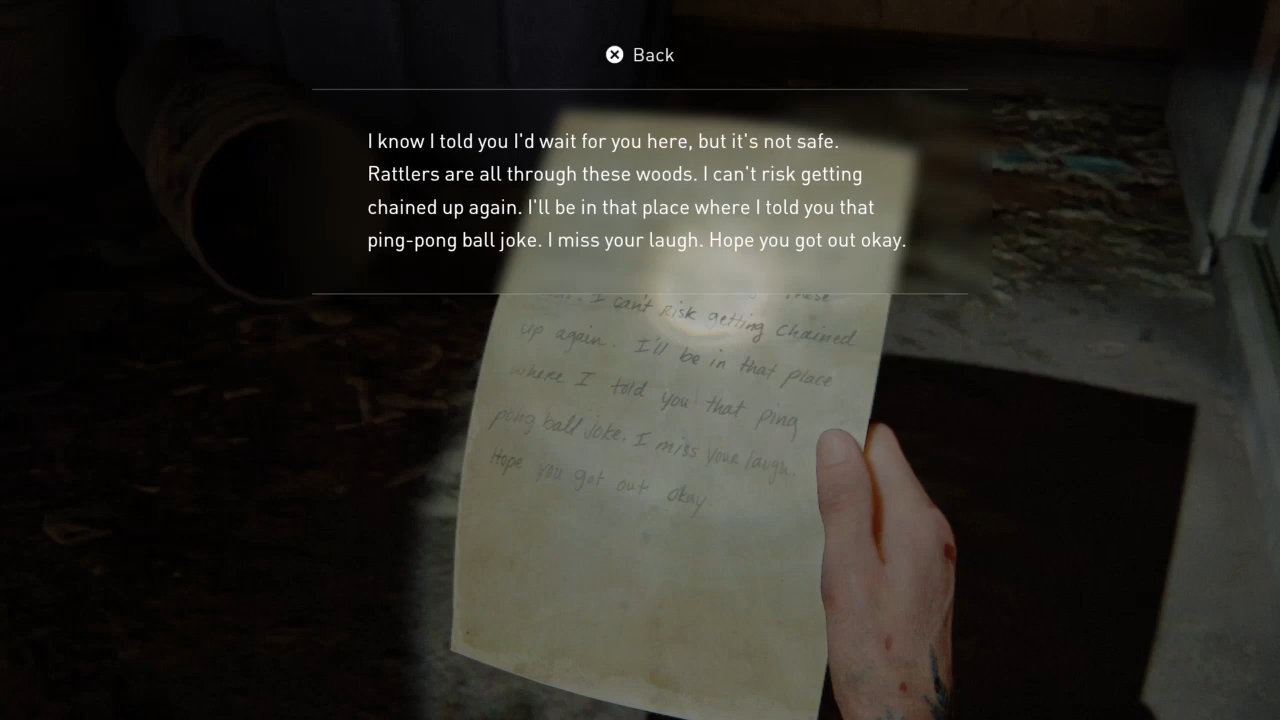 Back
I know I told you I'd wait for you here, but it's not safe.
Rattlers are all through these woods. I can't risk getting
chained up again. I'll be in that place where I told you that
ping-pong ball joke. I miss your laugh. Hope you got out okay.
these
I can't risk getting chained
up again. I'll be in that place
where I told you that ping
pong ball joke. I miss your laugh.
Hope you got out okay